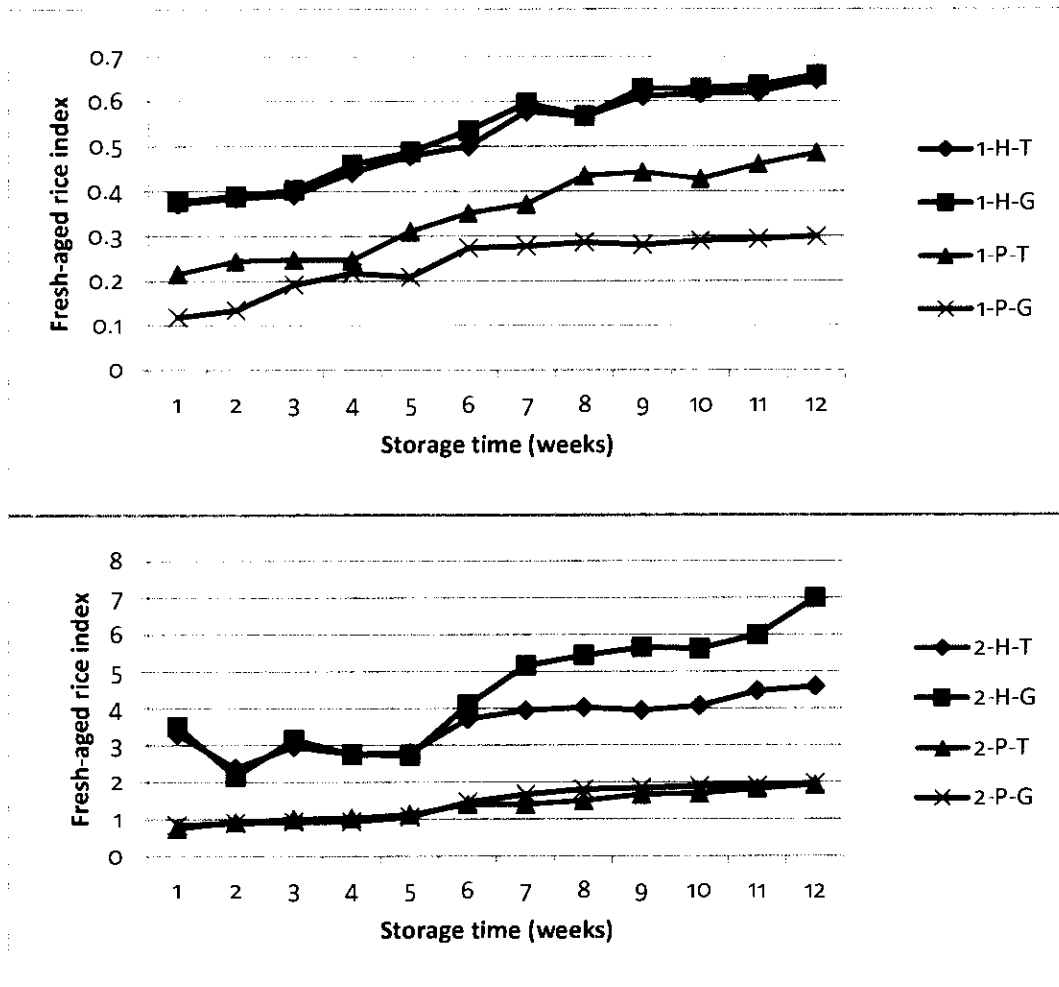 Fresh-aged rice index
0.7
0.6
0.5
0.4
0.3
0.2
0.1
0
1 2 3 4 5 6 7 8 9 10 11 12
Storage time (weeks)
1-H-T
1-H-G
1-P-T
1-P-G
Fresh-aged rice index
8
7
6
5
4
3
2
1
0
1 2 3 4 5 6 7 8 9 10 11 12
Storage time (weeks)
2-H-T
2-H-G
2-P-T
2-P-G